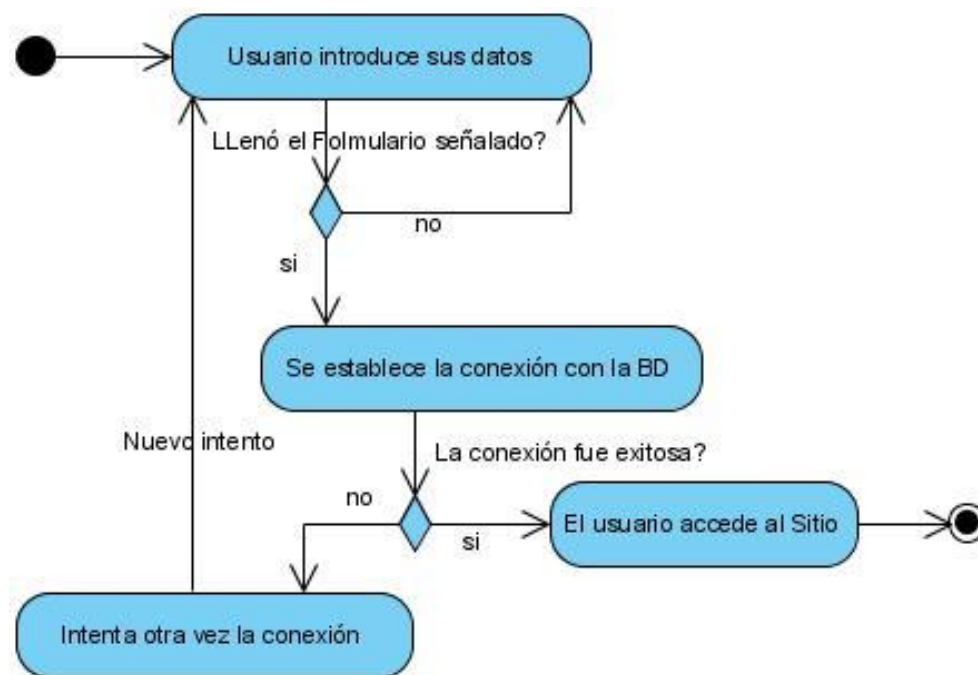 Usuario introduce sus datos
LLenó el Folmulario señalado?
no
si
Se establece la conexión con la BD
Nuevo intento
La conexión fue exitosa?
no
si
El usuario accede al Sitio
Intenta otra vez la conexión